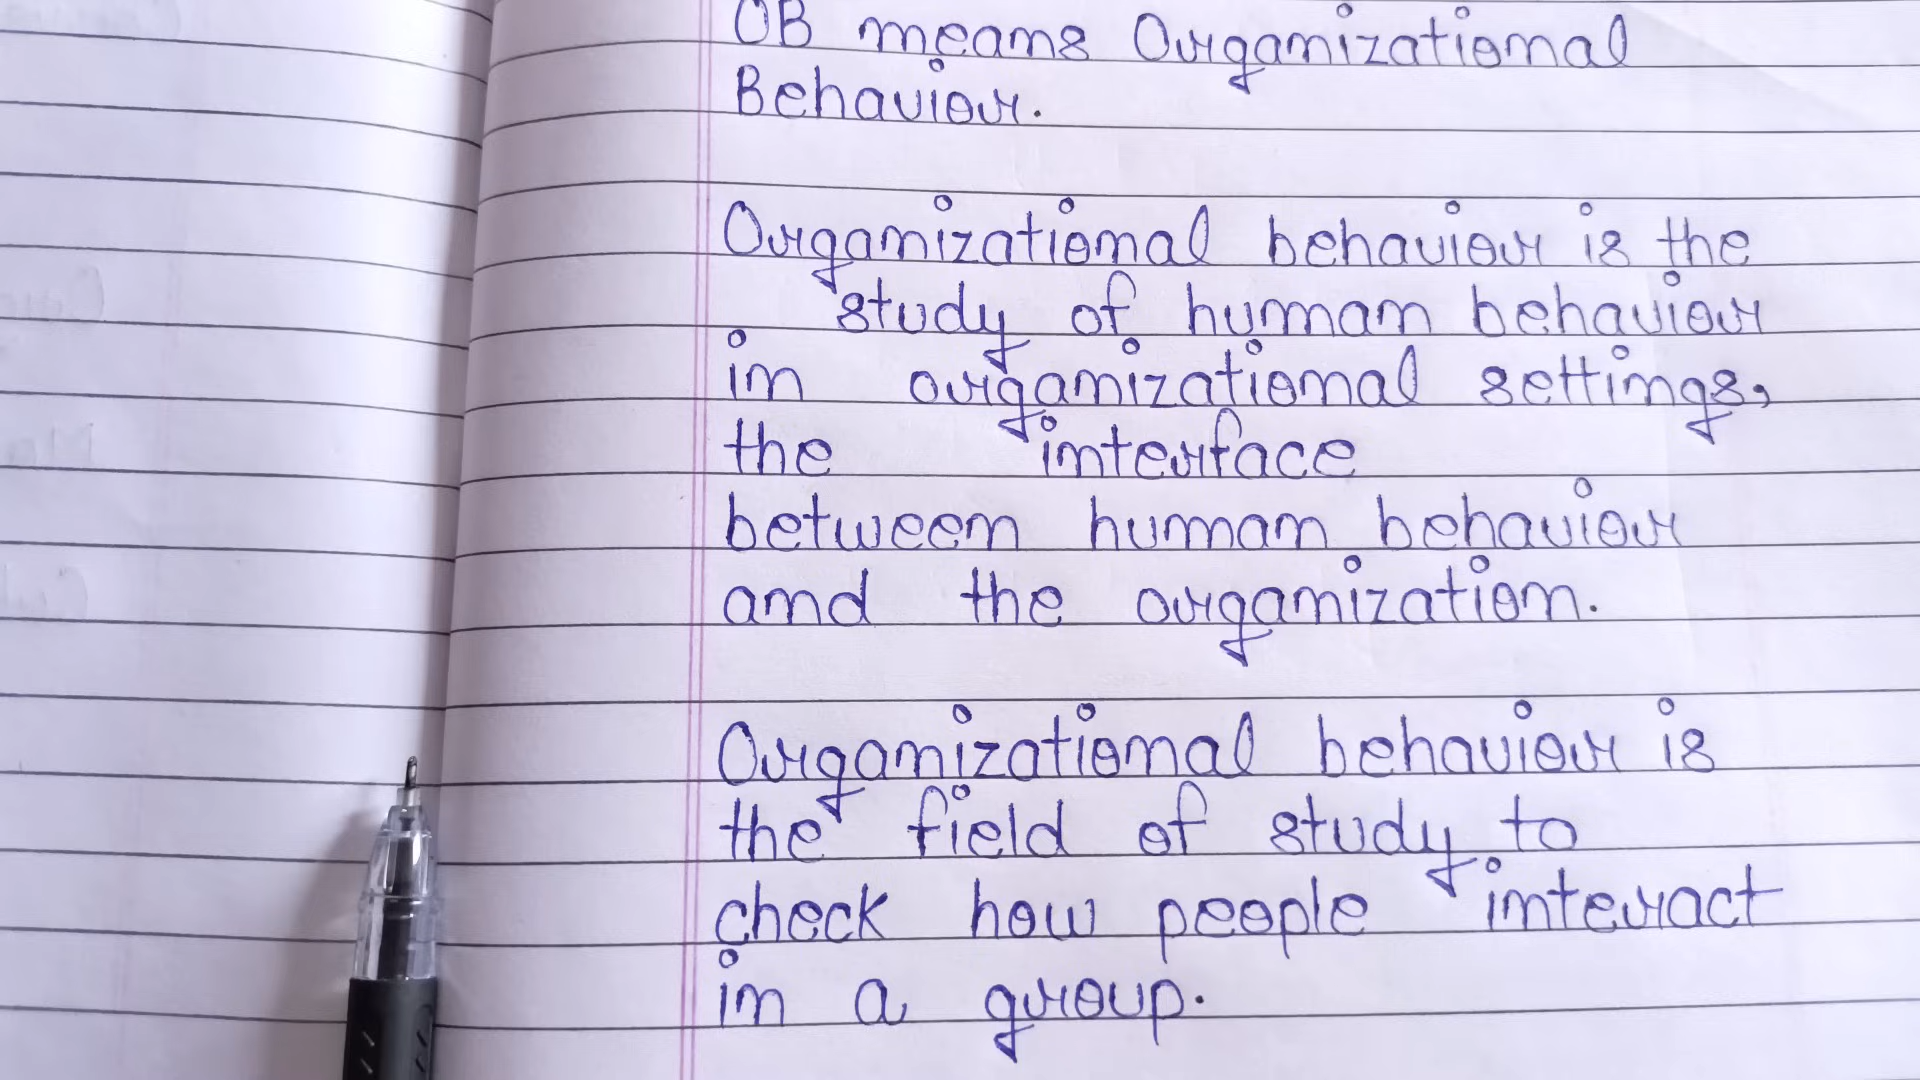 OB means Organizational
Behaviour.
Organizational behaviour is the
study of human behaviour
in organizational settings,
the interface
between human behaviour
and the organization.
Organizational behaviour is
the field of study to
check how people interact
in a group.